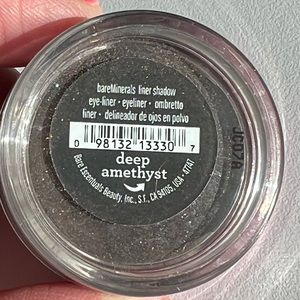 bareMinerals liner shadow
eye-liner • eyeliner • ombretto
liner • delineador de ojos en polvo
0 98132 13330 7
deep
amethyst
Bare Escentuals Beauty, Inc., S.F., CA 94105, USA • 47747